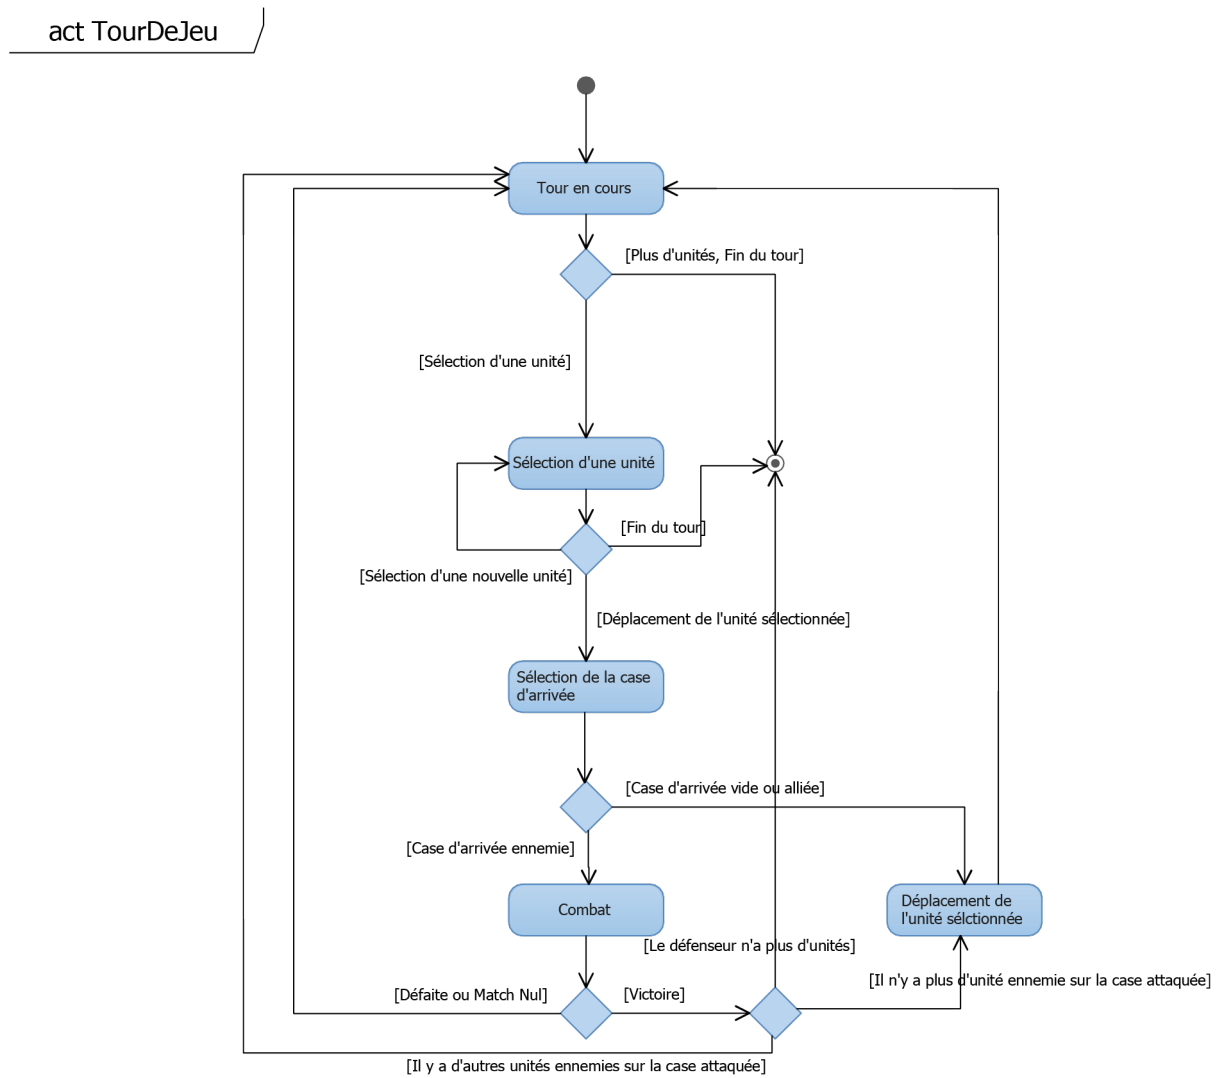 act TourDeJeu
Tour en cours
[Plus d'unités, Fin du tour]
[Sélection d'une unité]
Sélection d'une unité
[Fin du tour]
[Sélection d'une nouvelle unité]
[Déplacement de l'unité sélectionnée]
Sélection de la case
d'arrivée
[Case d'arrivée vide ou alliée]
[Case d'arrivée ennemie]
Combat
Déplacement de
l'unité sélctionnée
[Le défenseur n'a plus d'unités]
[Il n'y a plus d'unité ennemie sur la case attaquée]
[Défaite ou Match Nul]
[Victoire]
[Il y a d'autres unités ennemies sur la case attaquée]